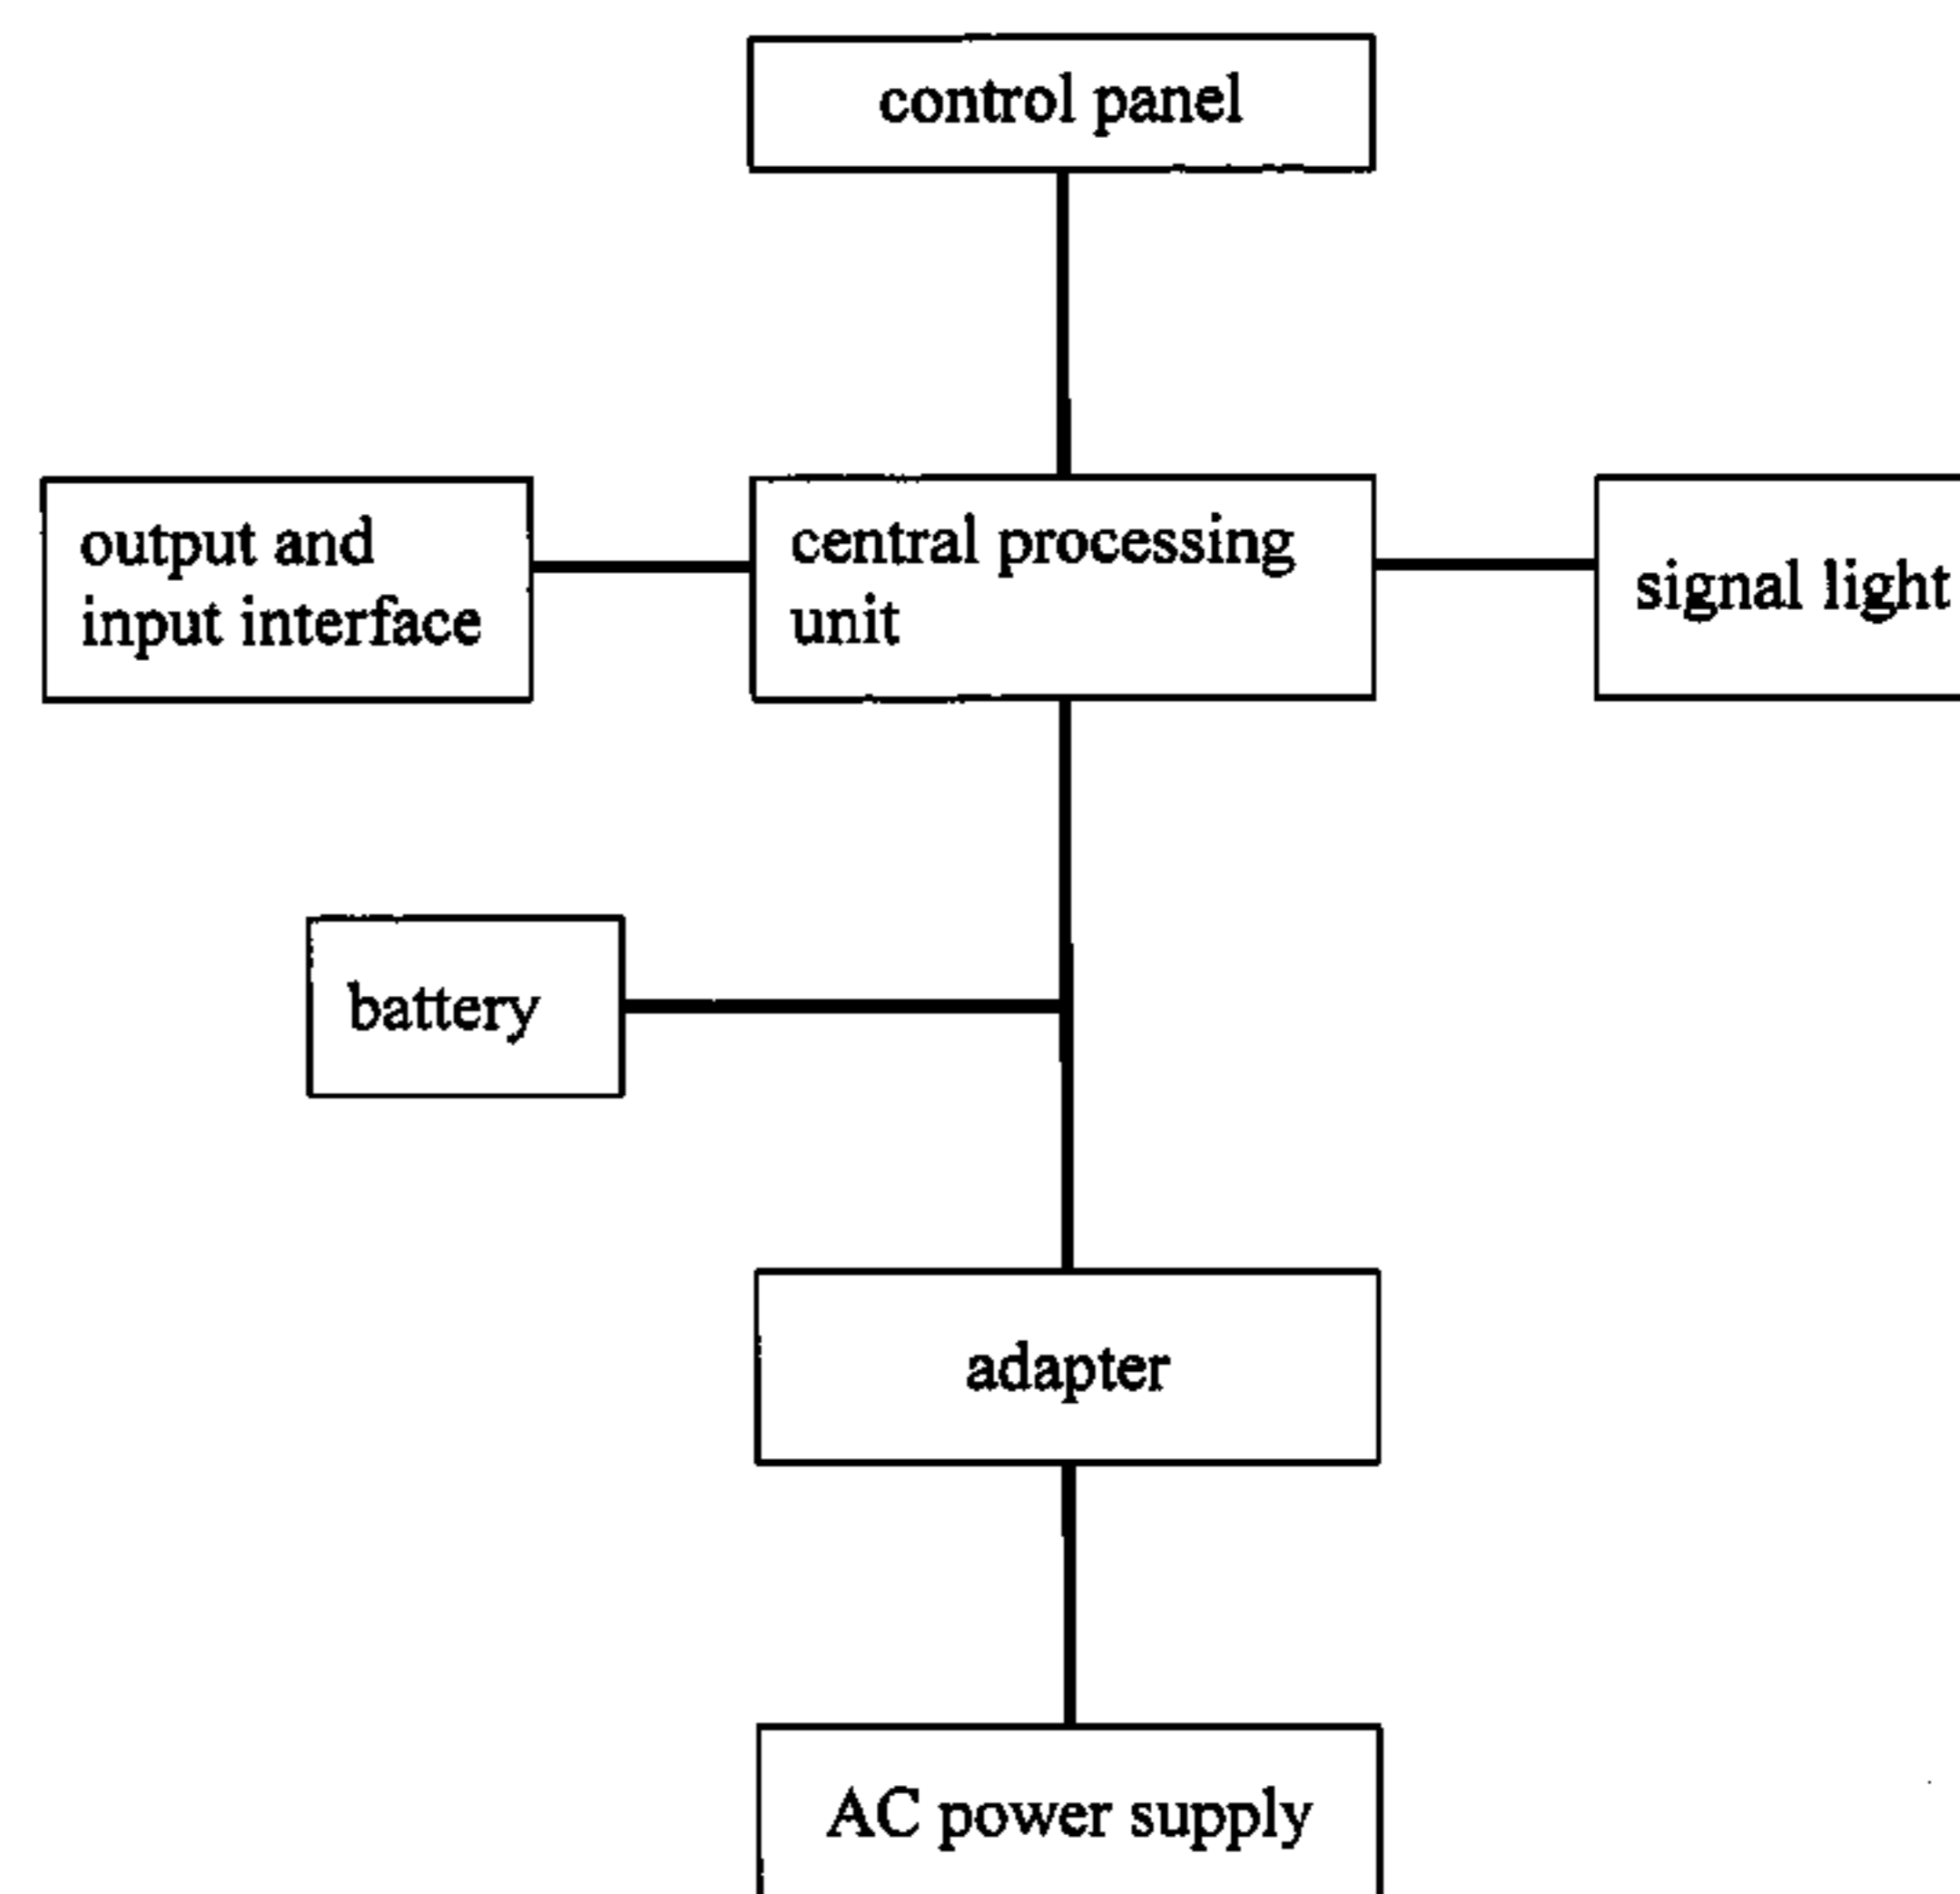 control panel
output and
input interface
central processing
unit
signal light
battery
adapter
AC power supply